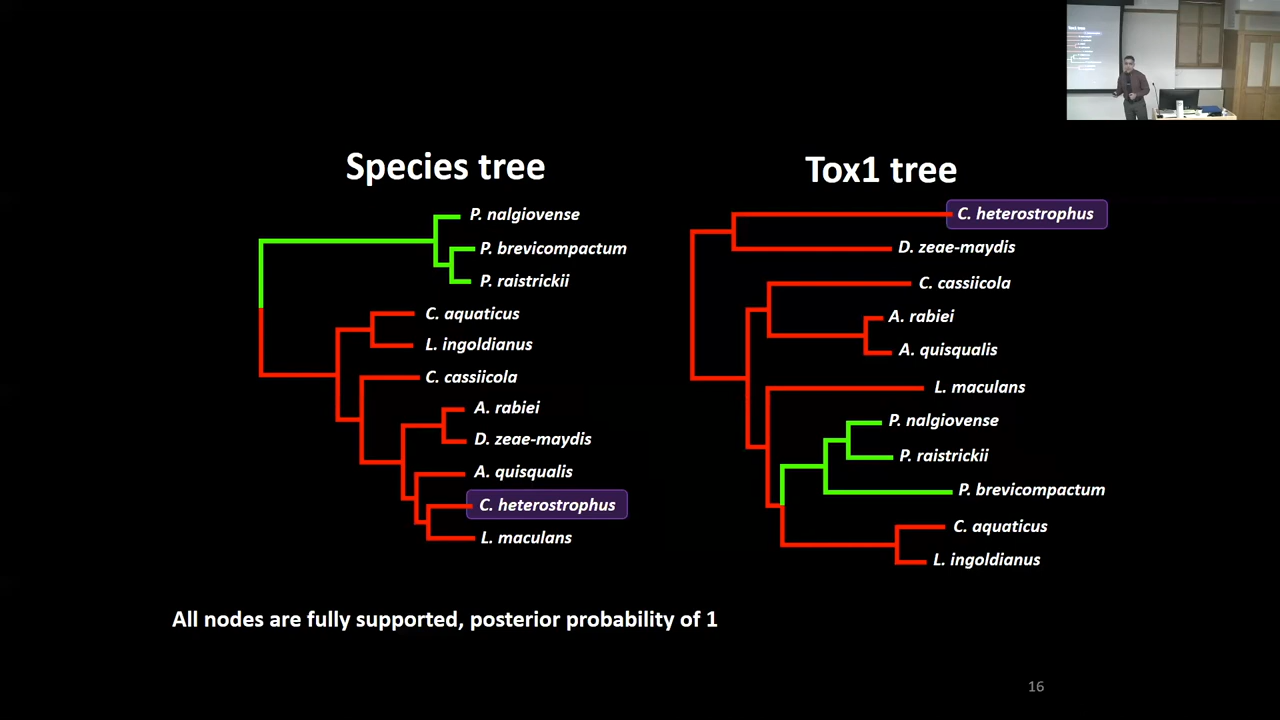 Species tree
P. nalgiovense
P. brevicompactum
P. raistrickii
C. aquaticus
L. ingoldianus
C. cassiicola
A. rabiei
D. zeae-maydis
A. quisqualis
C. heterostrophus
L. maculans
Tox1 tree
C. heterostrophus
D. zeae-maydis
C. cassiicola
A. rabiei
A. quisqualis
L. maculans
P. nalgiovense
P. raistrickii
P. brevicompactum
C. aquaticus
L. ingoldianus
All nodes are fully supported, posterior probability of 1
16